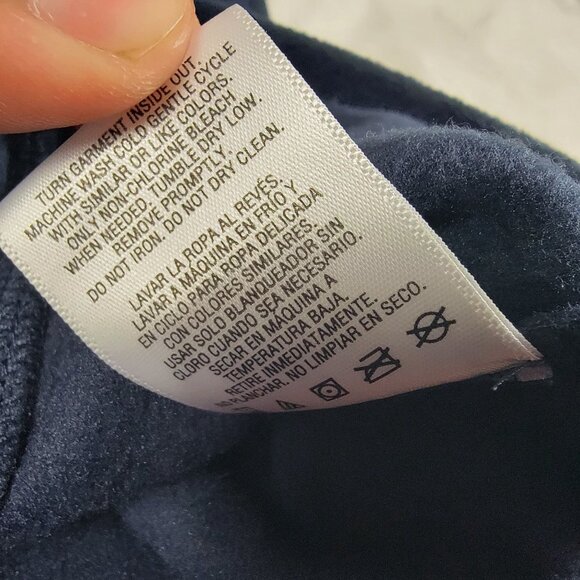 TURN GARMENT INSIDE OUT.
MACHINE WASH COLD GENTLE CYCLE
WITH SIMILAR OR LIKE COLORS.
ONLY NON-CHLORINE BLEACH
WHEN NEEDED. TUMBLE DRY LOW.
REMOVE PROMPTLY.
DO NOT IRON. DO NOT DRY CLEAN.
LAVAR LA ROPA AL REVÉS.
LAVAR A MÁQUINA EN FRÍO Y
EN CICLO PARA ROPA DELICADA
CON COLORES SIMILARES.
USAR SOLO BLANQUEADOR SIN
CLORO CUANDO SEA NECESARIO.
SECAR EN MÁQUINA A
TEMPERATURA BAJA.
RETIRE INMEDIATAMENTE.
NO PLANCHAR. NO LIMPIAR EN SECO.